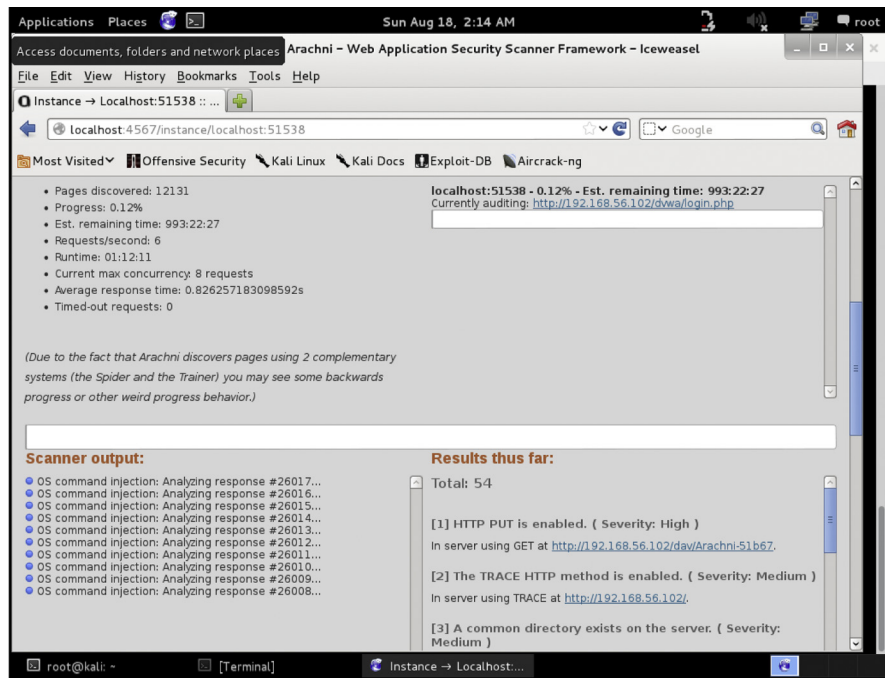 Applications Places
Sun Aug 18, 2:14 AM
root
Access documents, folders and network places
Arachni – Web Application Security Scanner Framework – Iceweasel
File Edit View History Bookmarks Tools Help
Instance → Localhost:51538 :: ...
localhost:4567/instance/localhost:51538
Google
Most Visited
Offensive Security
Kali Linux
Kali Docs
Exploit-DB
Aircrack-ng
• Pages discovered: 12131
• Progress: 0.12%
• Est. remaining time: 993:22:27
• Requests/second: 6
• Runtime: 01:12:11
• Current max concurrency: 8 requests
• Average response time: 0.826257183098592s
• Timed-out requests: 0
(Due to the fact that Arachni discovers pages using 2 complementary
systems (the Spider and the Trainer) you may see some backwards
progress or other weird progress behavior.)
localhost:51538 - 0.12% - Est. remaining time: 993:22:27
Currently auditing: http://192.168.56.102/dvwa/login.php
Scanner output:
OS command injection: Analyzing response #26017...
OS command injection: Analyzing response #26016...
OS command injection: Analyzing response #26015...
OS command injection: Analyzing response #26014...
OS command injection: Analyzing response #26013...
OS command injection: Analyzing response #26012...
OS command injection: Analyzing response #26011...
OS command injection: Analyzing response #26010...
OS command injection: Analyzing response #26009...
OS command injection: Analyzing response #26008...
Results thus far:
Total: 54
[1] HTTP PUT is enabled. ( Severity: High )
In server using GET at http://192.168.56.102/dav/Arachni-51b67.
[2] The TRACE HTTP method is enabled. ( Severity: Medium )
In server using TRACE at http://192.168.56.102/.
[3] A common directory exists on the server. ( Severity:
Medium )
root@kali: ~
[Terminal]
Instance → Localhost:...